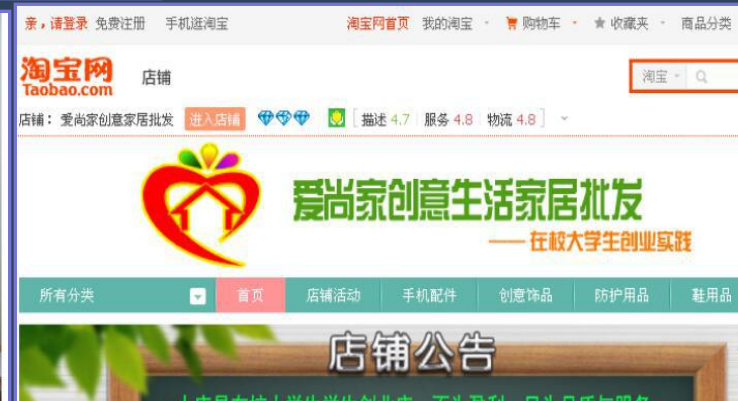 亲，请登录 免费注册 手机逛淘宝 淘宝网首页 我的淘宝 购物车 收藏夹 商品分类
淘宝网 店铺 淘宝
Taobao.com
店铺： 爱尚家创意家居批发 进入店铺 描述 4.7 服务 4.8 物流 4.8
爱尚家创意生活家居批发
—— 在校大学生创业实践
所有分类 首页 店铺活动 手机配件 创意饰品 防护用品 鞋用品
店铺公告